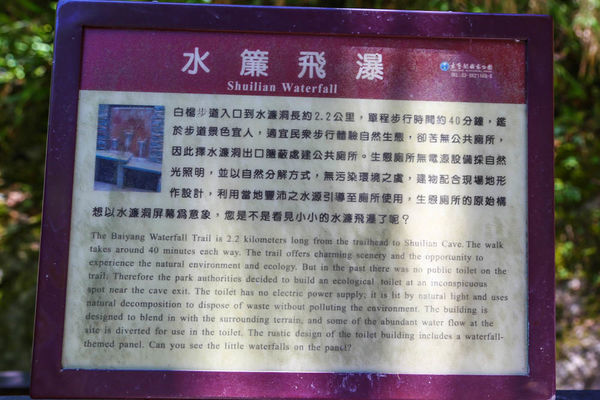 水簾飛瀑
Shuilian Waterfall
白楊步道入口到水濂洞長約2.2公里,單程步行時間約40分鐘,鑑
於步道景色宜人,適宜民衆步行體驗自然生態,卻苦無公共廁所,
因此擇水濂洞出口隱蔽處建公共廁所。生態廁所無電源設備採自然
光照明,並以自然分解方式,無污染環境之虞,建物配合現場地形
作設計,利用當地豐沛之水源引導至廁所使用,生態廁所的原始構
想以水濂洞屏幕為意象,您是不是看見小小的水濂飛瀑了呢?
The Baiyang Waterfall Trail is 2.2 kilometers long from the trailhead to Shuilian Cave. The walk
takes around 40 minutes each way. The trail offers charming scenery and the opportunity to
experience the natural environment and ecology. But in the past there was no public toilet on the
trail. Therefore the park authorities decided to build an ecological toilet at an inconspicuous
spot near the cave exit. The toilet has no electric power supply; it is lit by natural light and uses
natural decomposition to dispose of waste without polluting the environment. The building is
designed to blend in with the surrounding terrain, and some of the abundant water flow at the
site is diverted for use in the toilet. The rustic design of the toilet building includes a waterfall-
themed panel. Can you see the little waterfalls on the panel?